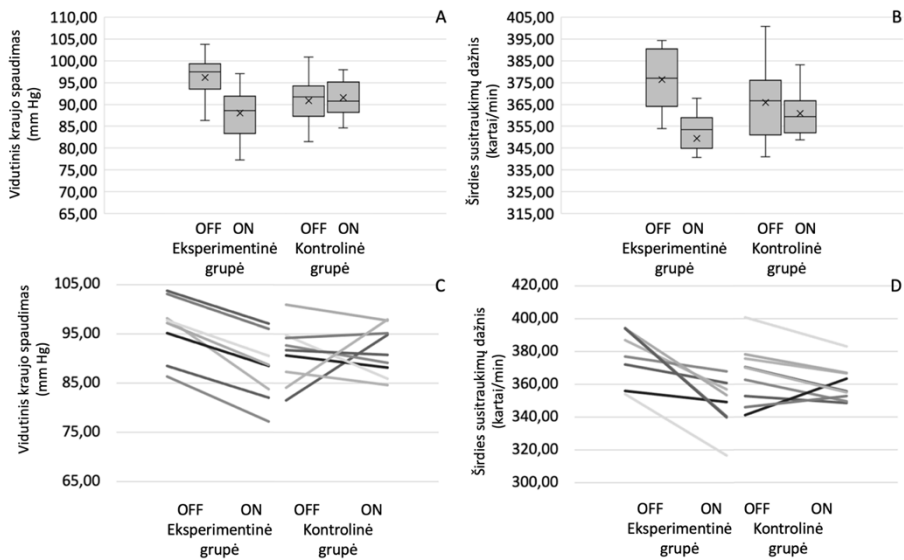 A
Vidutinis kraujo spaudimas
(mm Hg)
110,00
105,00
100,00
95,00
90,00
85,00
80,00
75,00
70,00
65,00
OFF ON OFF ON
Eksperimentinė Kontrolinė
grupė grupė
B
Širdies susitraukimų dažnis
(kartai/min)
405,00
395,00
385,00
375,00
365,00
355,00
345,00
335,00
325,00
315,00
OFF ON OFF ON
Eksperimentinė Kontrolinė
grupė grupė
C
Vidutinis kraujo spaudimas
(mm Hg)
105,00
95,00
85,00
75,00
65,00
OFF ON OFF ON
Eksperimentinė Kontrolinė
grupė grupė
D
Širdies susitraukimų dažnis
(kartai/min)
420,00
400,00
380,00
360,00
340,00
320,00
300,00
OFF ON OFF ON
Eksperimentinė Kontrolinė
grupė grupė